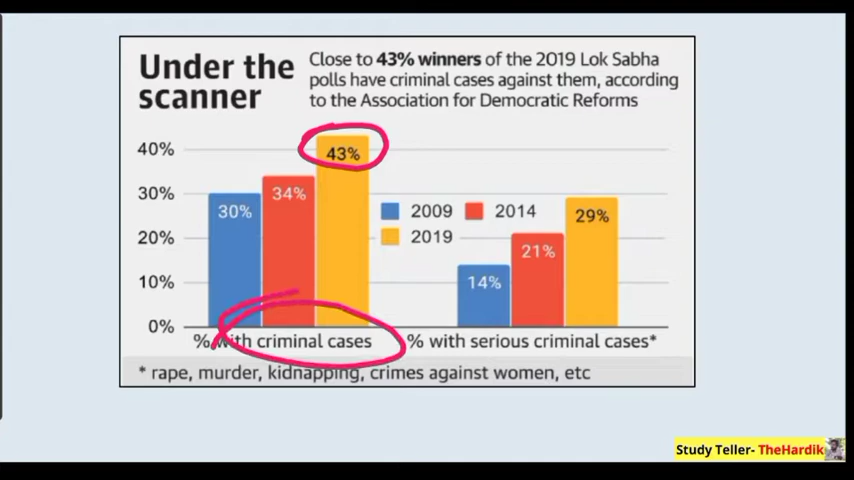 Under the
scanner
Close to 43% winners of the 2019 Lok Sabha
polls have criminal cases against them, according
to the Association for Democratic Reforms
40%
30%
20%
10%
0%
30%
34%
43%
2009
2014
2019
14%
21%
29%
% with criminal cases
% with serious criminal cases*
* rape, murder, kidnapping, crimes against women, etc
Study Teller- TheHardik